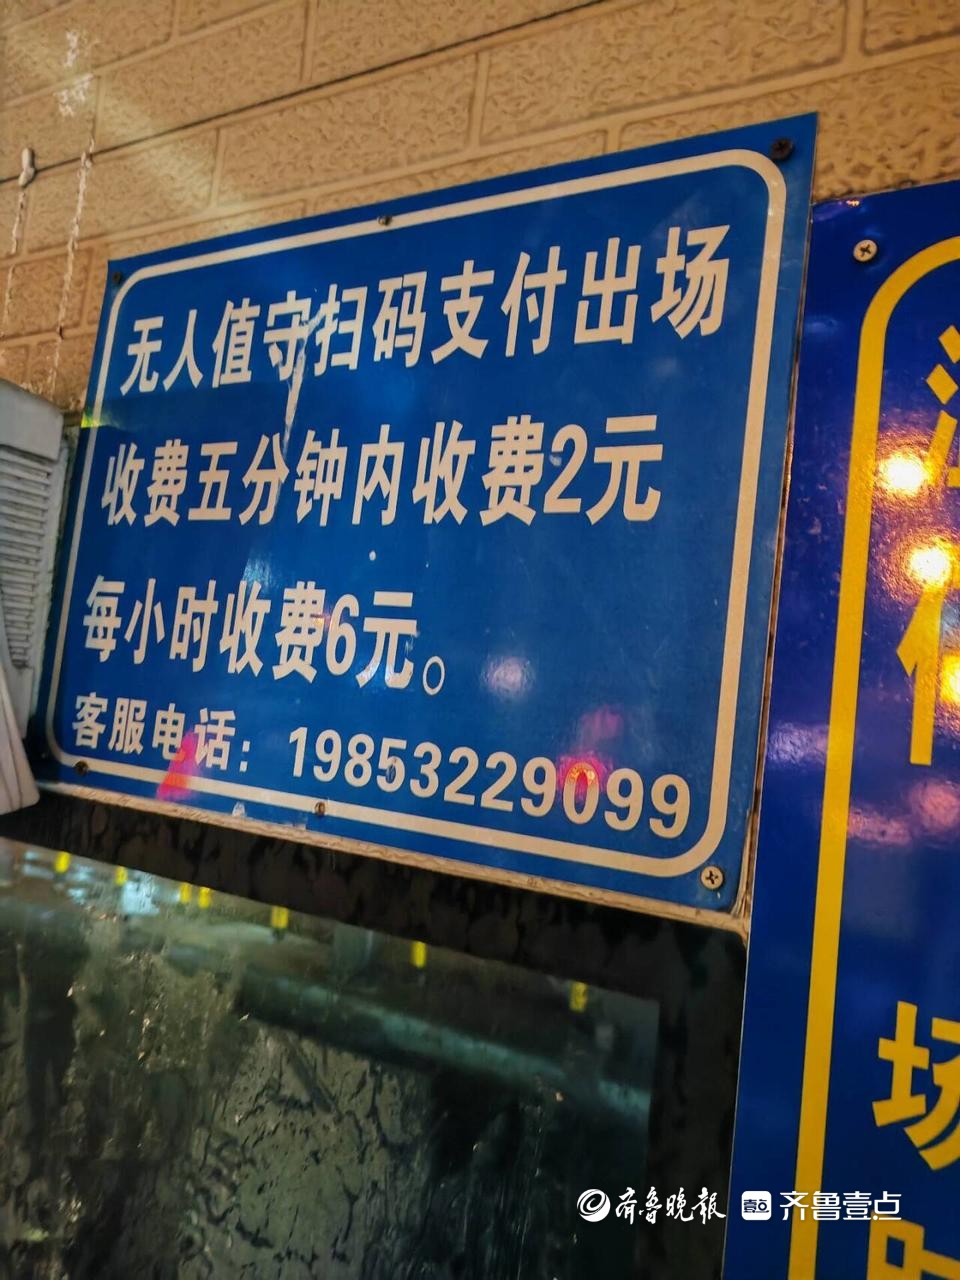 无人值守扫码支付出场
收费五分钟内收费2元
每小时收费6元。
客服电话：19853229099
场
齐鲁晚报 齐鲁壹点